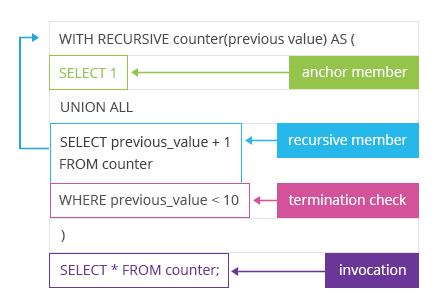 WITH RECURSIVE counter(previous value) AS (
SELECT 1
anchor member
UNION ALL
SELECT previous_value + 1
recursive member
FROM counter
WHERE previous_value < 10
termination check
)
SELECT * FROM counter;
invocation